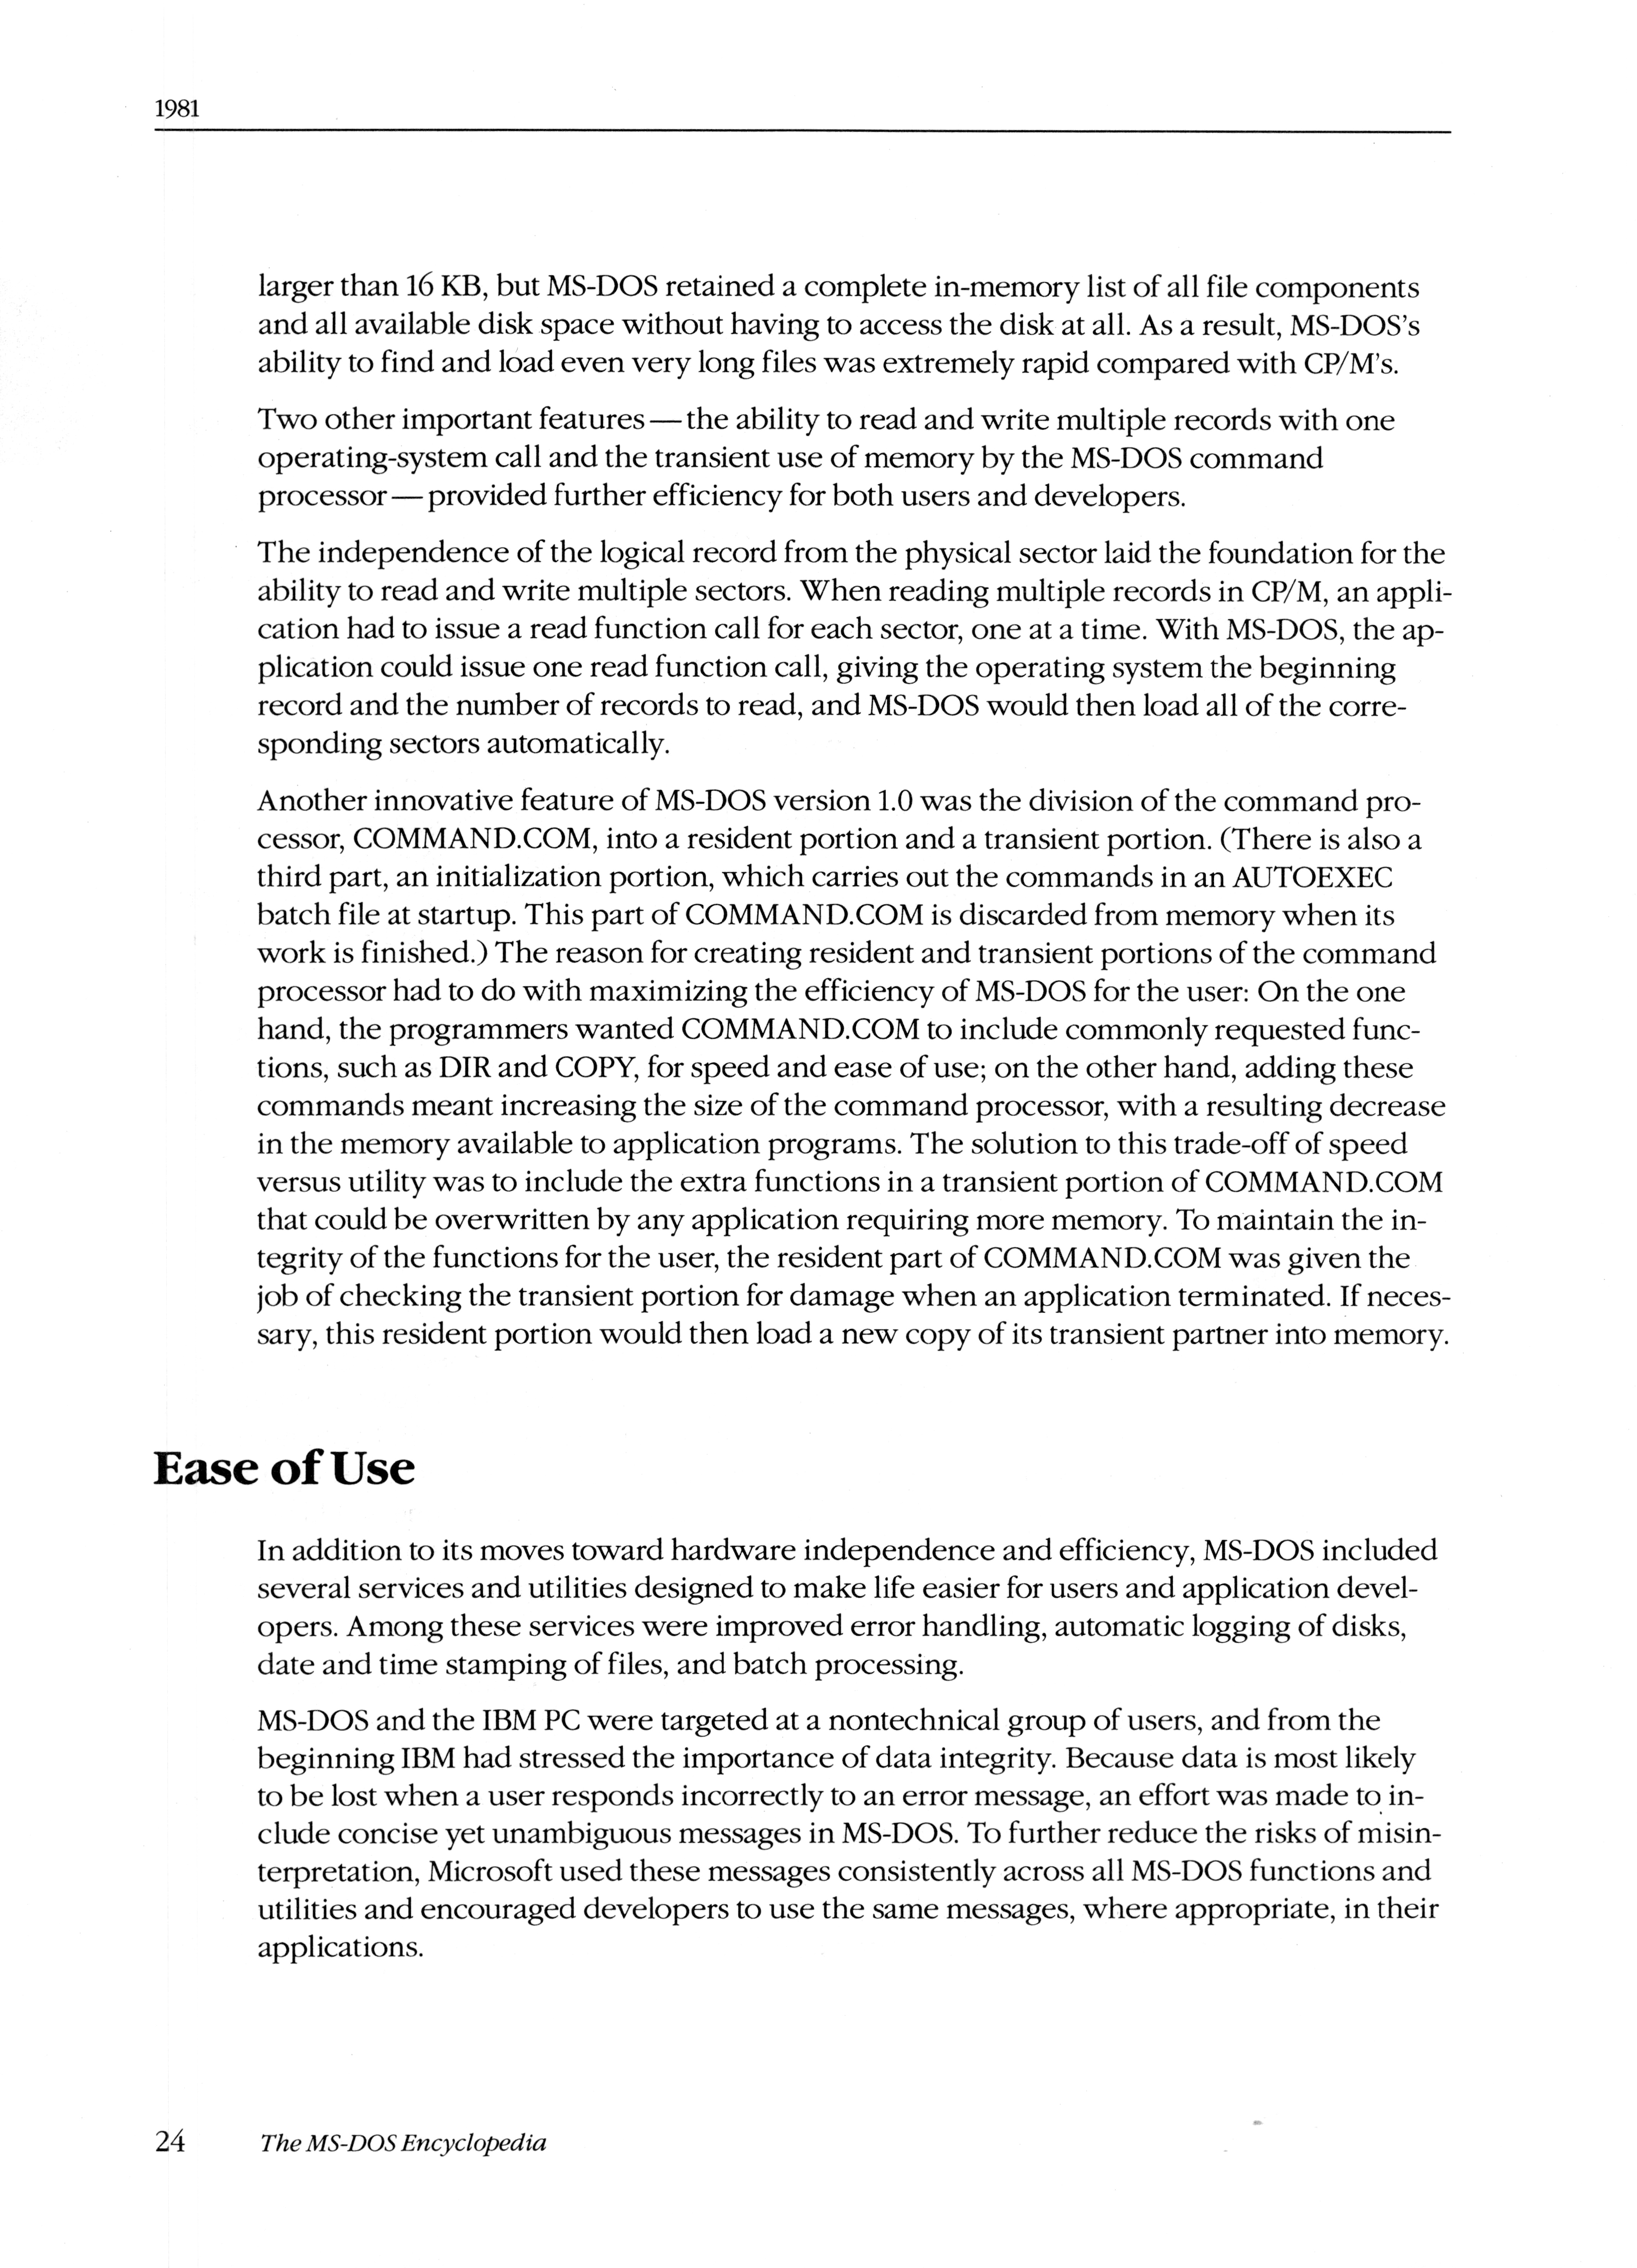 1981
larger than 16 KB, but MS-DOS retained a complete in-memory list of all file components
and all available disk space without having to access the disk at all. As a result, MS-DOS's
ability to find and load even very long files was extremely rapid compared with CP/M's.
Two other important features — the ability to read and write multiple records with one
operating-system call and the transient use of memory by the MS-DOS command
processor — provided further efficiency for both users and developers.
The independence of the logical record from the physical sector laid the foundation for the
ability to read and write multiple sectors. When reading multiple records in CP/M, an appli-
cation had to issue a read function call for each sector, one at a time. With MS-DOS, the ap-
plication could issue one read function call, giving the operating system the beginning
record and the number of records to read, and MS-DOS would then load all of the corre-
sponding sectors automatically.
Another innovative feature of MS-DOS version 1.0 was the division of the command pro-
cessor, COMMAND.COM, into a resident portion and a transient portion. (There is also a
third part, an initialization portion, which carries out the commands in an AUTOEXEC
batch file at startup. This part of COMMAND.COM is discarded from memory when its
work is finished.) The reason for creating resident and transient portions of the command
processor had to do with maximizing the efficiency of MS-DOS for the user: On the one
hand, the programmers wanted COMMAND.COM to include commonly requested func-
tions, such as DIR and COPY, for speed and ease of use; on the other hand, adding these
commands meant increasing the size of the command processor, with a resulting decrease
in the memory available to application programs. The solution to this trade-off of speed
versus utility was to include the extra functions in a transient portion of COMMAND.COM
that could be overwritten by any application requiring more memory. To maintain the in-
tegrity of the functions for the user, the resident part of COMMAND.COM was given the
job of checking the transient portion for damage when an application terminated. If neces-
sary, this resident portion would then load a new copy of its transient partner into memory.
Ease of Use
In addition to its moves toward hardware independence and efficiency, MS-DOS included
several services and utilities designed to make life easier for users and application devel-
opers. Among these services were improved error handling, automatic logging of disks,
date and time stamping of files, and batch processing.
MS-DOS and the IBM PC were targeted at a nontechnical group of users, and from the
beginning IBM had stressed the importance of data integrity. Because data is most likely
to be lost when a user responds incorrectly to an error message, an effort was made to in-
clude concise yet unambiguous messages in MS-DOS. To further reduce the risks of misin-
terpretation, Microsoft used these messages consistently across all MS-DOS functions and
utilities and encouraged developers to use the same messages, where appropriate, in their
applications.
24 The MS-DOS Encyclopedia